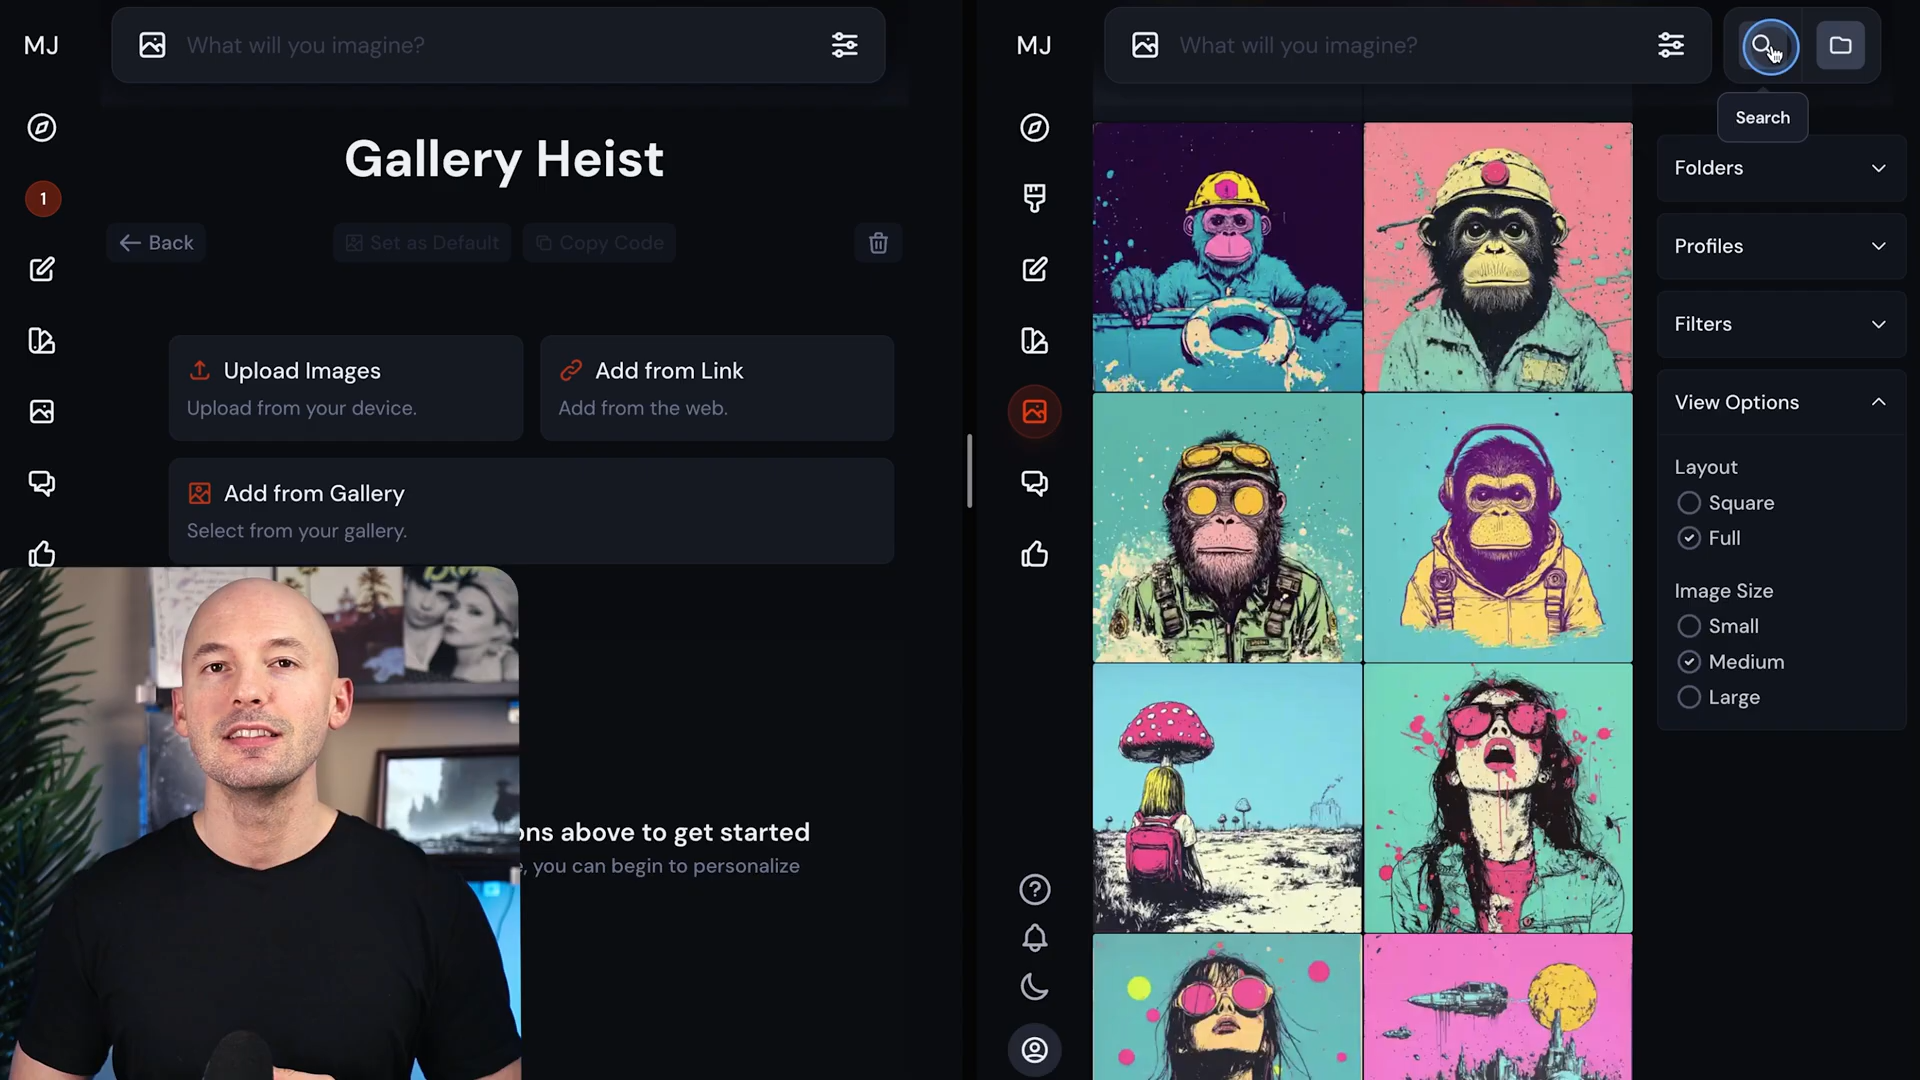 MJ
What will you imagine?
1
Gallery Heist
Back
Set as Default
Copy Code
Upload Images
Upload from your device.
Add from Link
Add from the web.
Add from Gallery
Select from your gallery.
ons above to get started
, you can begin to personalize
MJ
What will you imagine?
Search
Folders
Profiles
Filters
View Options
Layout
Square
Full
Image Size
Small
Medium
Large